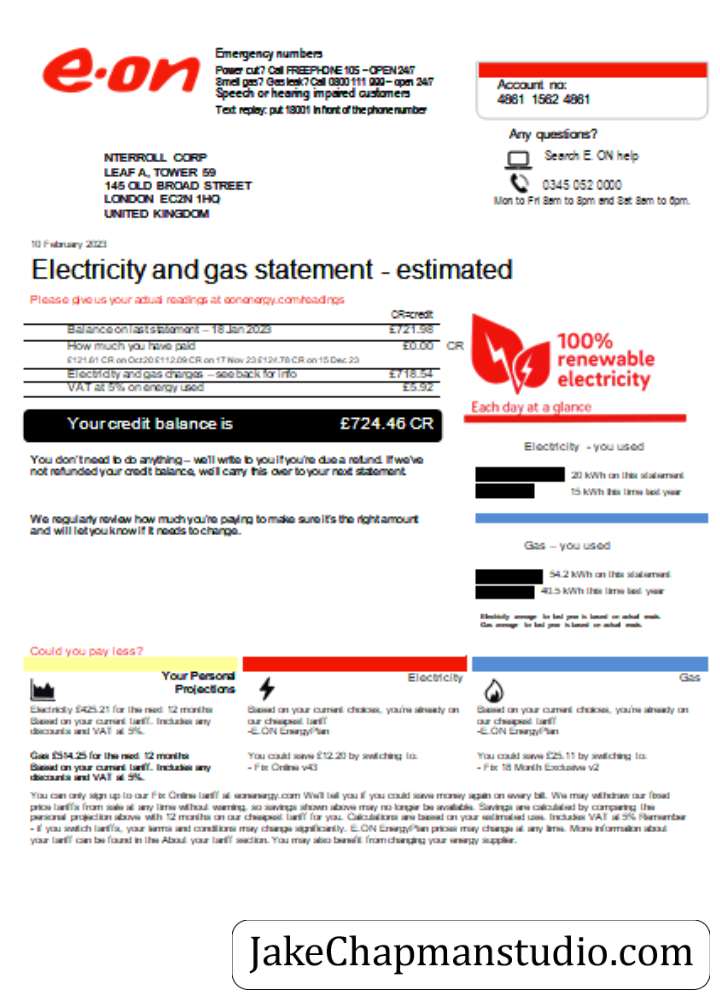 e·on
Emergency numbers
Power cut? Call FREEPHONE 105 – OPEN 24/7
Smell gas? Gas leak? Call 0800 111 999 – open 24/7
Speech or hearing impaired customers
Text replay: put 18001 in front of the phone number
Account no:
4861 1562 4861
Any questions?
Search E. ON help
0345 052 0000
Mon to Fri 8am to 8pm and Sat 8am to 6pm.
NTERROLL CORP
LEAF A, TOWER 59
145 OLD BROAD STREET
LONDON EC2N 1HQ
UNITED KINGDOM
10 February 2023
Electricity and gas statement - estimated
Please give us your actual readings at eonenergy.com/readings
CR=credit
Balance on last statement – 18 Jan 2023 £721.98
How much you have paid £0.00 CR
£121.61 CR on Oct 20 £112.09 CR on 17 Nov 23 £124.78 CR on 15 Dec 23
Electricity and gas charges – see back for info £718.54
VAT at 5% on energy used £5.92
Your credit balance is £724.46 CR
You don't need to do anything – we'll write to you if you're due a refund. If we've
not refunded your credit balance, we'll carry this over to your next statement.
We regularly review how much you're paying to make sure it's the right amount
and will let you know if it needs to change.
100%
renewable
electricity
Each day at a glance
Electricity - you used
20 kWh on this statement
15 kWh this time last year
Gas – you used
54.2 kWh on this statement
40.5 kWh this time last year
Electricity average for last year is based on actual reads.
Gas average for last year is based on actual reads.
Could you pay less?
Your Personal
Projections
Electricity £425.21 for the next 12 months
Based on your current tariff. Includes any
discounts and VAT at 5%.
Gas £514.25 for the next 12 months
Based on your current tariff. Includes any
discounts and VAT at 5%.
Electricity
Based on your current choices, you're already on
our cheapest tariff
-E.ON EnergyPlan
You could save £12.20 by switching to:
- Fix Online v43
Gas
Based on your current choices, you're already on
our cheapest tariff
-E.ON EnergyPlan
You could save £25.11 by switching to:
- Fix 18 Month Exclusive v2
You can only sign up to our Fix Online tariff at eonenergy.com We'll tell you if you could save money again on every bill. We may withdraw our fixed
price tariffs from sale at any time without warning, so savings shown above may no longer be available. Savings are calculated by comparing the
personal projection above with 12 months on our cheapest tariff for you. Calculations are based on your estimated use. Includes VAT at 5% Remember
- if you switch tariffs, your terms and conditions may change significantly. E.ON EnergyPlan prices may change at any time. More information about
your tariff can be found in the About your tariff section. You may also benefit from changing your energy supplier.
JakeChapmanstudio.com